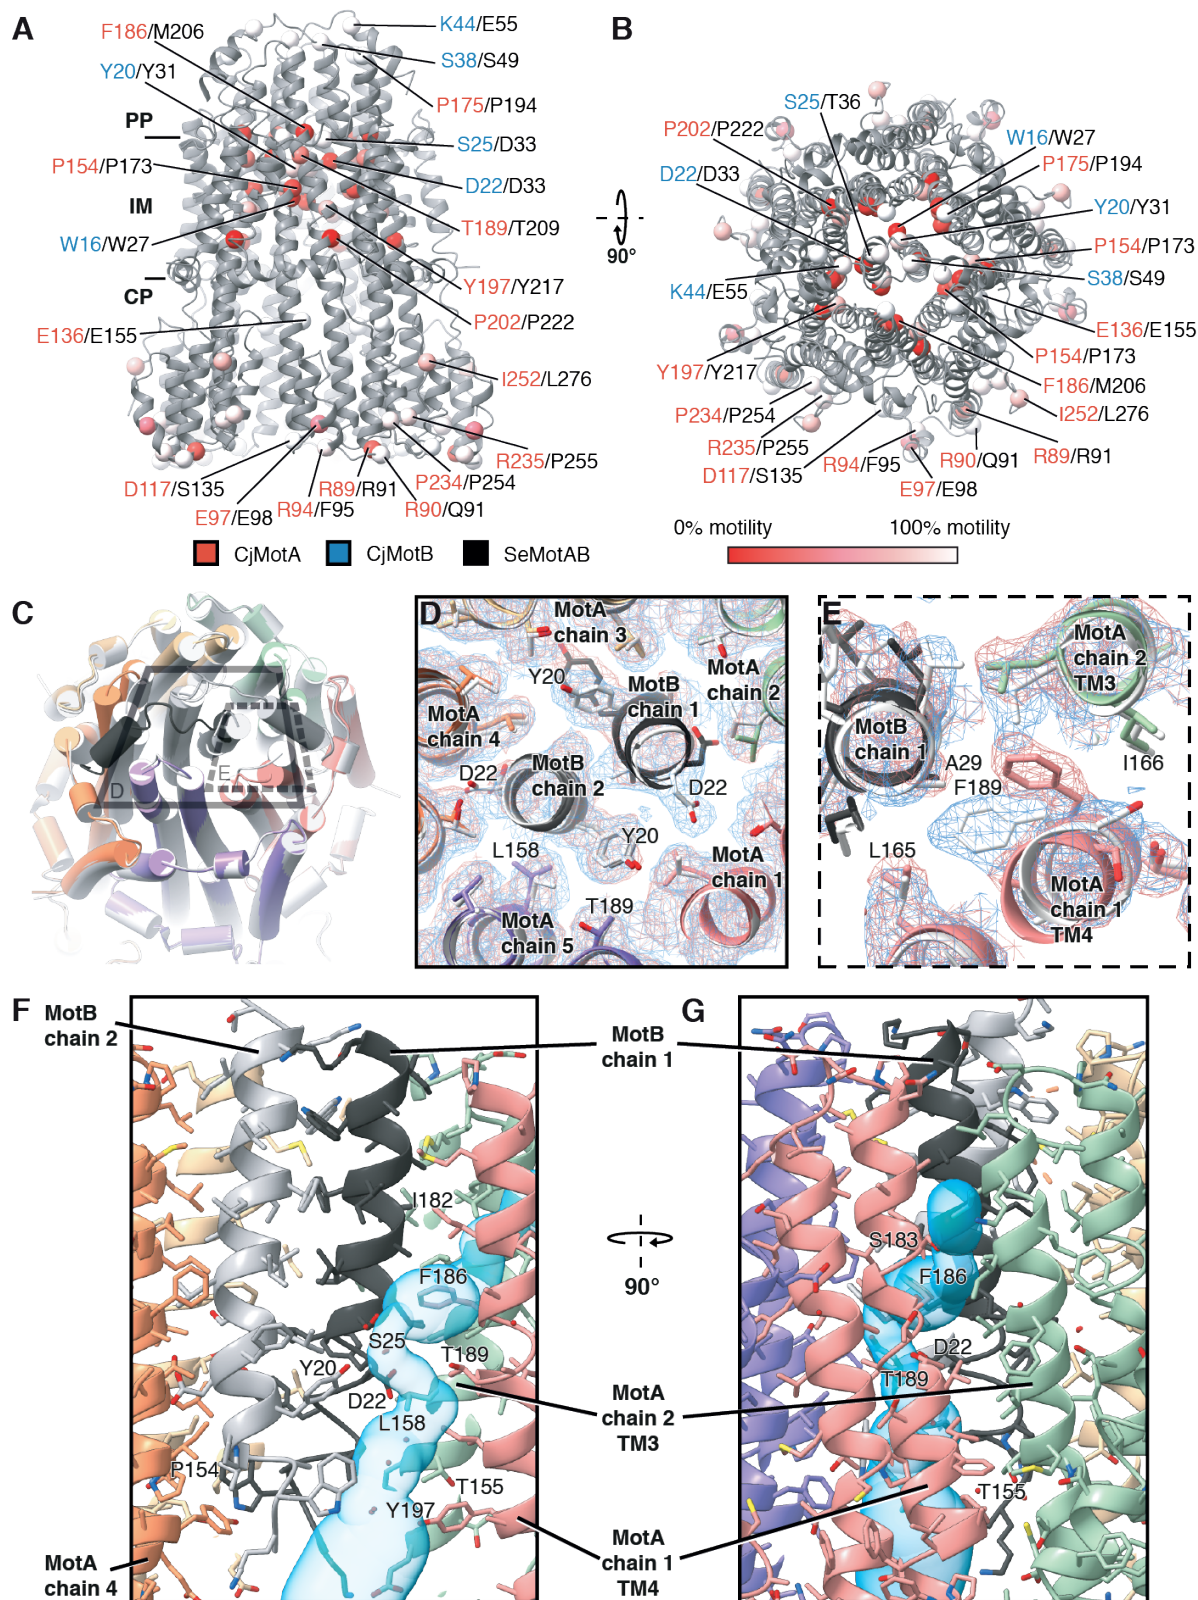 A
F186/M206
Y20/Y31
PP
P154/P173
IM
W16/W27
CP
E136/E155
K44/E55
S38/S49
P175/P194
S25/D33
D22/D33
T189/T209
Y197/Y217
P202/P222
I252/L276
R235/P255
P234/P254
D117/S135
R89/R91
E97/E98
R94/F95
R90/Q91
CjMotA
CjMotB
SeMotAB
90°
B
S25/T36
P202/P222
D22/D33
W16/W27
P175/P194
Y20/Y31
P154/P173
S38/S49
K44/E55
E136/E155
P154/P173
Y197/Y217
F186/M206
P234/P254
I252/L276
R235/P255
D117/S135
R94/F95
R90/Q91
R89/R91
E97/E98
0% motility
100% motility
C
D
E
D
MotA
chain 3
Y20
MotB
chain 1
MotA
chain 2
MotA
chain 4
D22
MotB
chain 2
D22
Y20
L158
MotA
chain 1
T189
MotA
chain 5
E
MotA
chain 2
TM3
MotB
chain 1
A29
F189
I166
L165
MotA
chain 1
TM4
F
MotB
chain 2
MotB
chain 1
I182
F186
S25
T189
Y20
D22
L158
P154
T155
Y197
MotA
chain 4
90°
MotA
chain 2
TM3
MotA
chain 1
TM4
G
S183
F186
D22
T189
T155